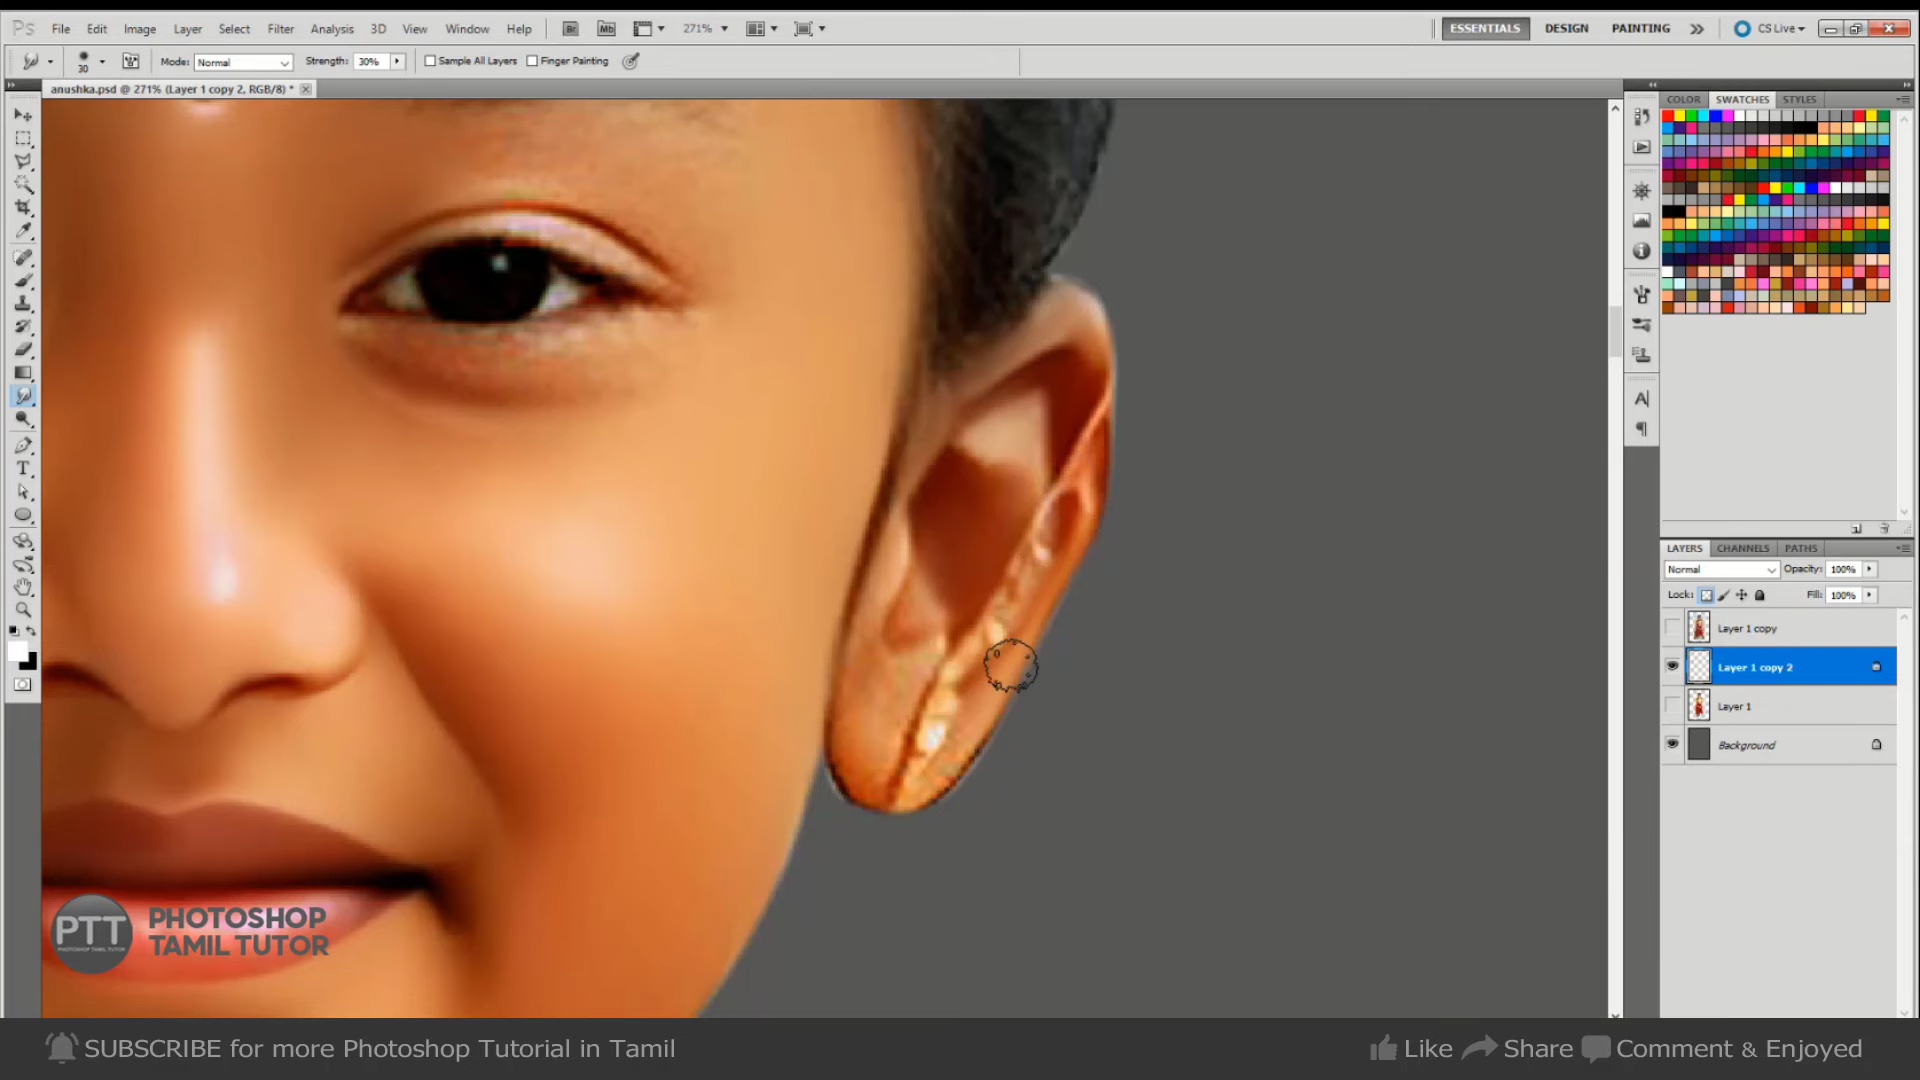 Ps File Edit Image Layer Select Filter Analysis 3D View Window Help Br Mb 271% ESSENTIALS DESIGN PAINTING CS Live
30 Mode: Normal Strength: 30% Sample All Layers Finger Painting
anushka.psd @ 271% (Layer 1 copy 2, RGB/8) *
COLOR SWATCHES STYLES
LAYERS CHANNELS PATHS
Normal Opacity: 100%
Lock: Fill: 100%
Layer 1 copy
Layer 1 copy 2
Layer 1
Background
PTT PHOTOSHOP
TAMIL TUTOR
SUBSCRIBE for more Photoshop Tutorial in Tamil
Like Share Comment & Enjoyed